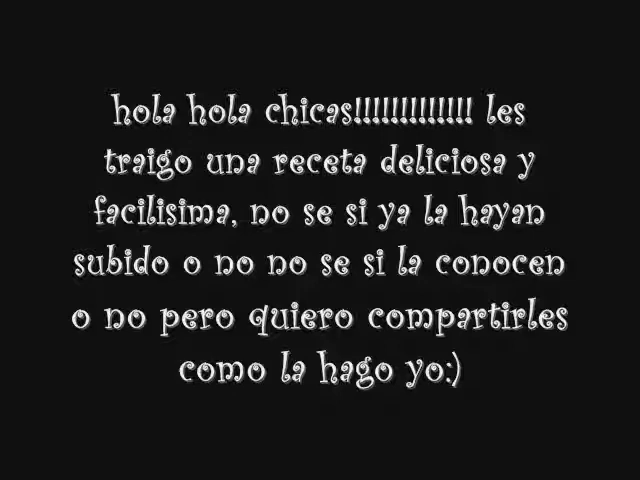 hola hola chicas!!!!!!!!!!!!! les
traigo una receta deliciosa y
facilisima, no se si ya la hayan
subido o no no se si la conocen
o no pero quiero compartirles
como la hago yo:)